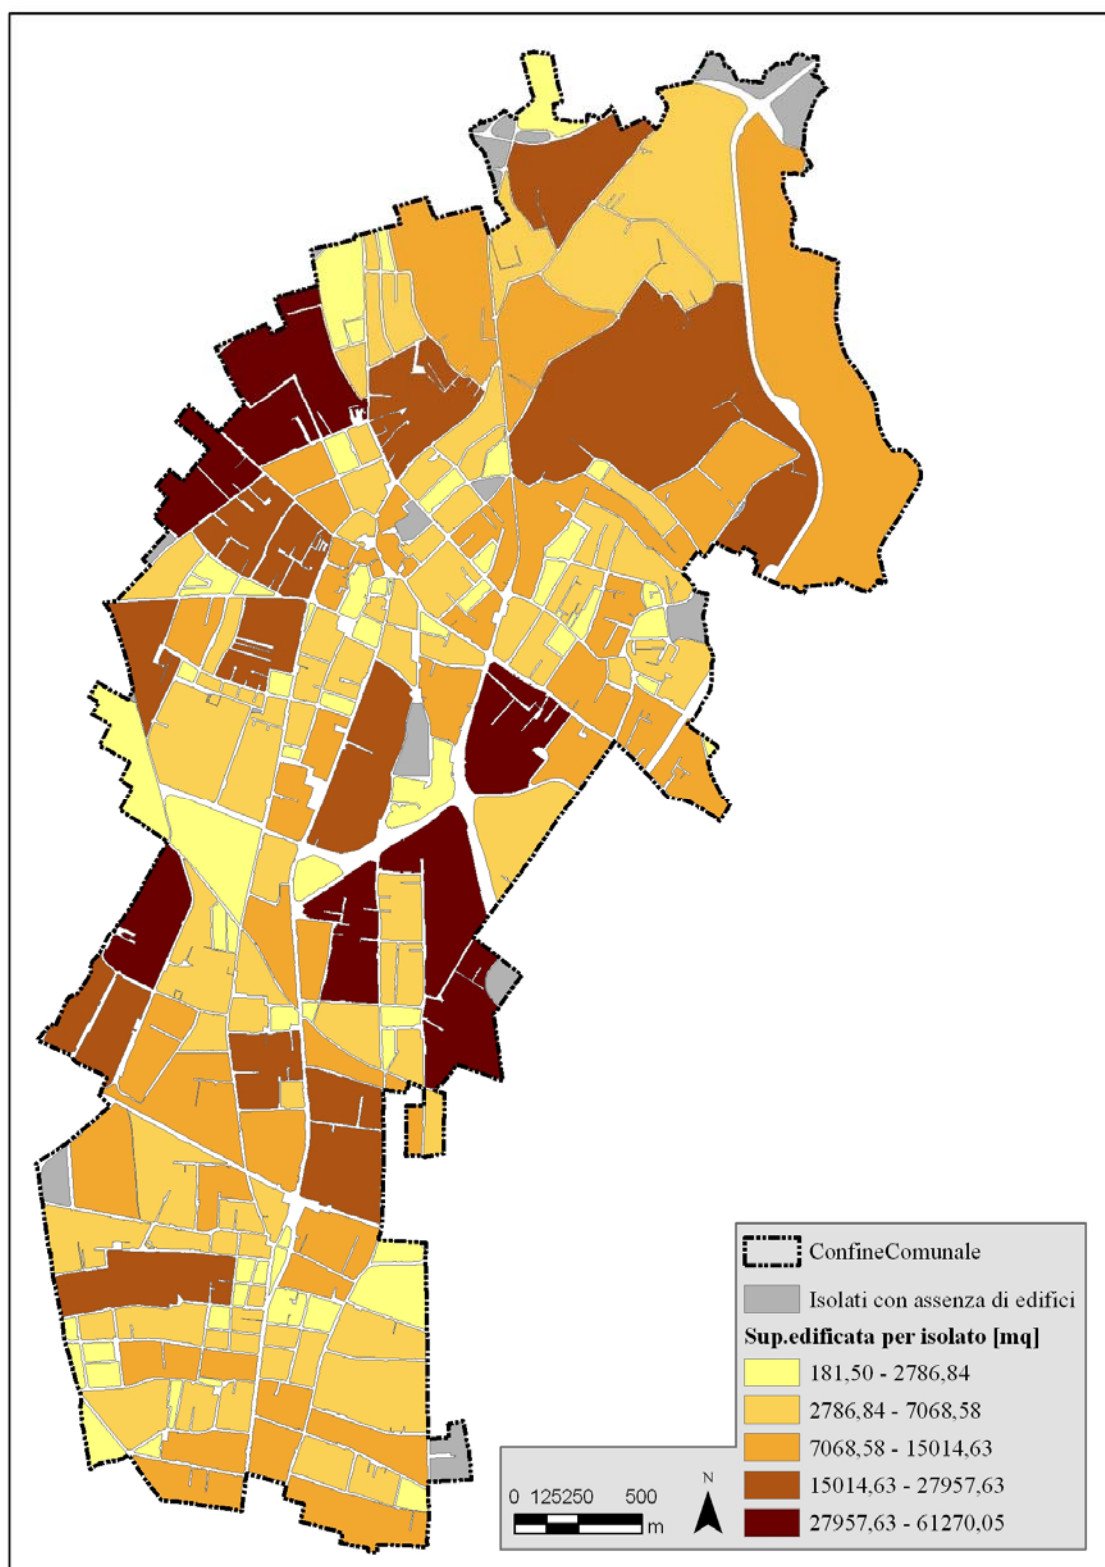 ConfineComunale
Isolati con assenza di edifici
Sup.edificata per isolato [mq]
181,50 - 2786,84
2786,84 - 7068,58
7068,58 - 15014,63
15014,63 - 27957,63
27957,63 - 61270,05
N
0 125250 500
m